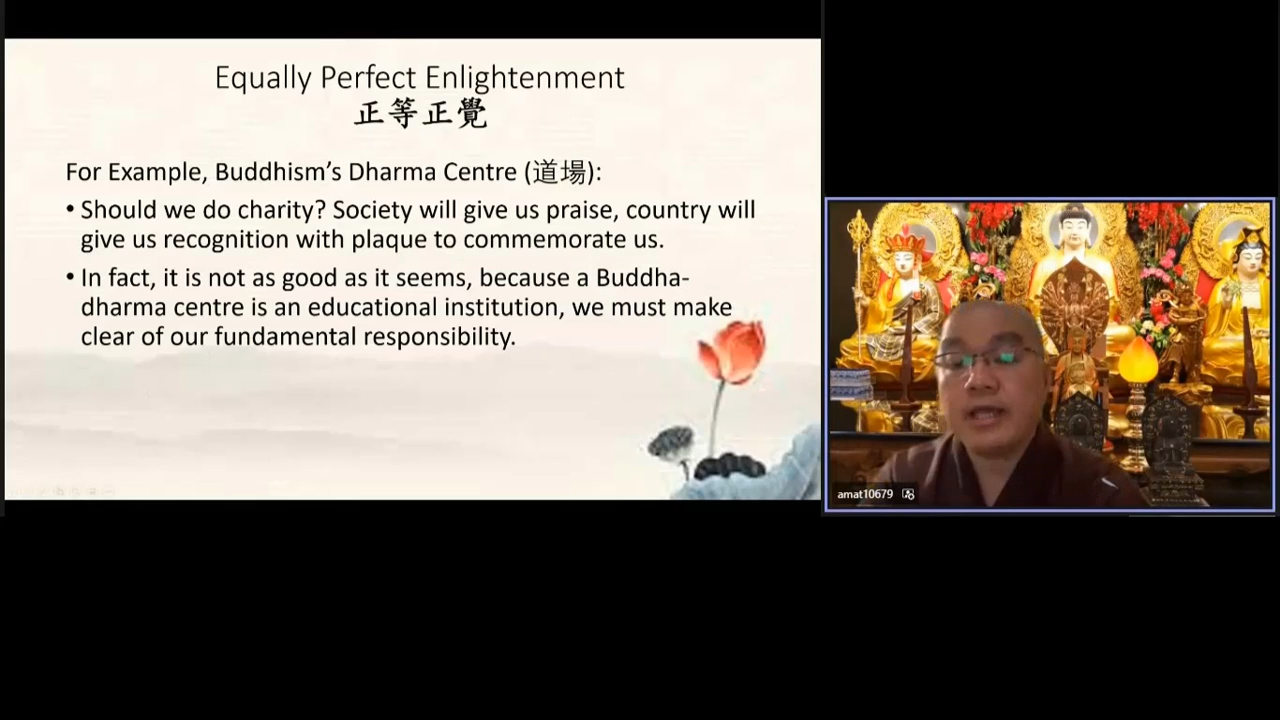 Equally Perfect Enlightenment
正等正覺
For Example, Buddhism’s Dharma Centre (道場):
• Should we do charity? Society will give us praise, country will
give us recognition with plaque to commemorate us.
• In fact, it is not as good as it seems, because a Buddha-
dharma centre is an educational institution, we must make
clear of our fundamental responsibility.
amat10679